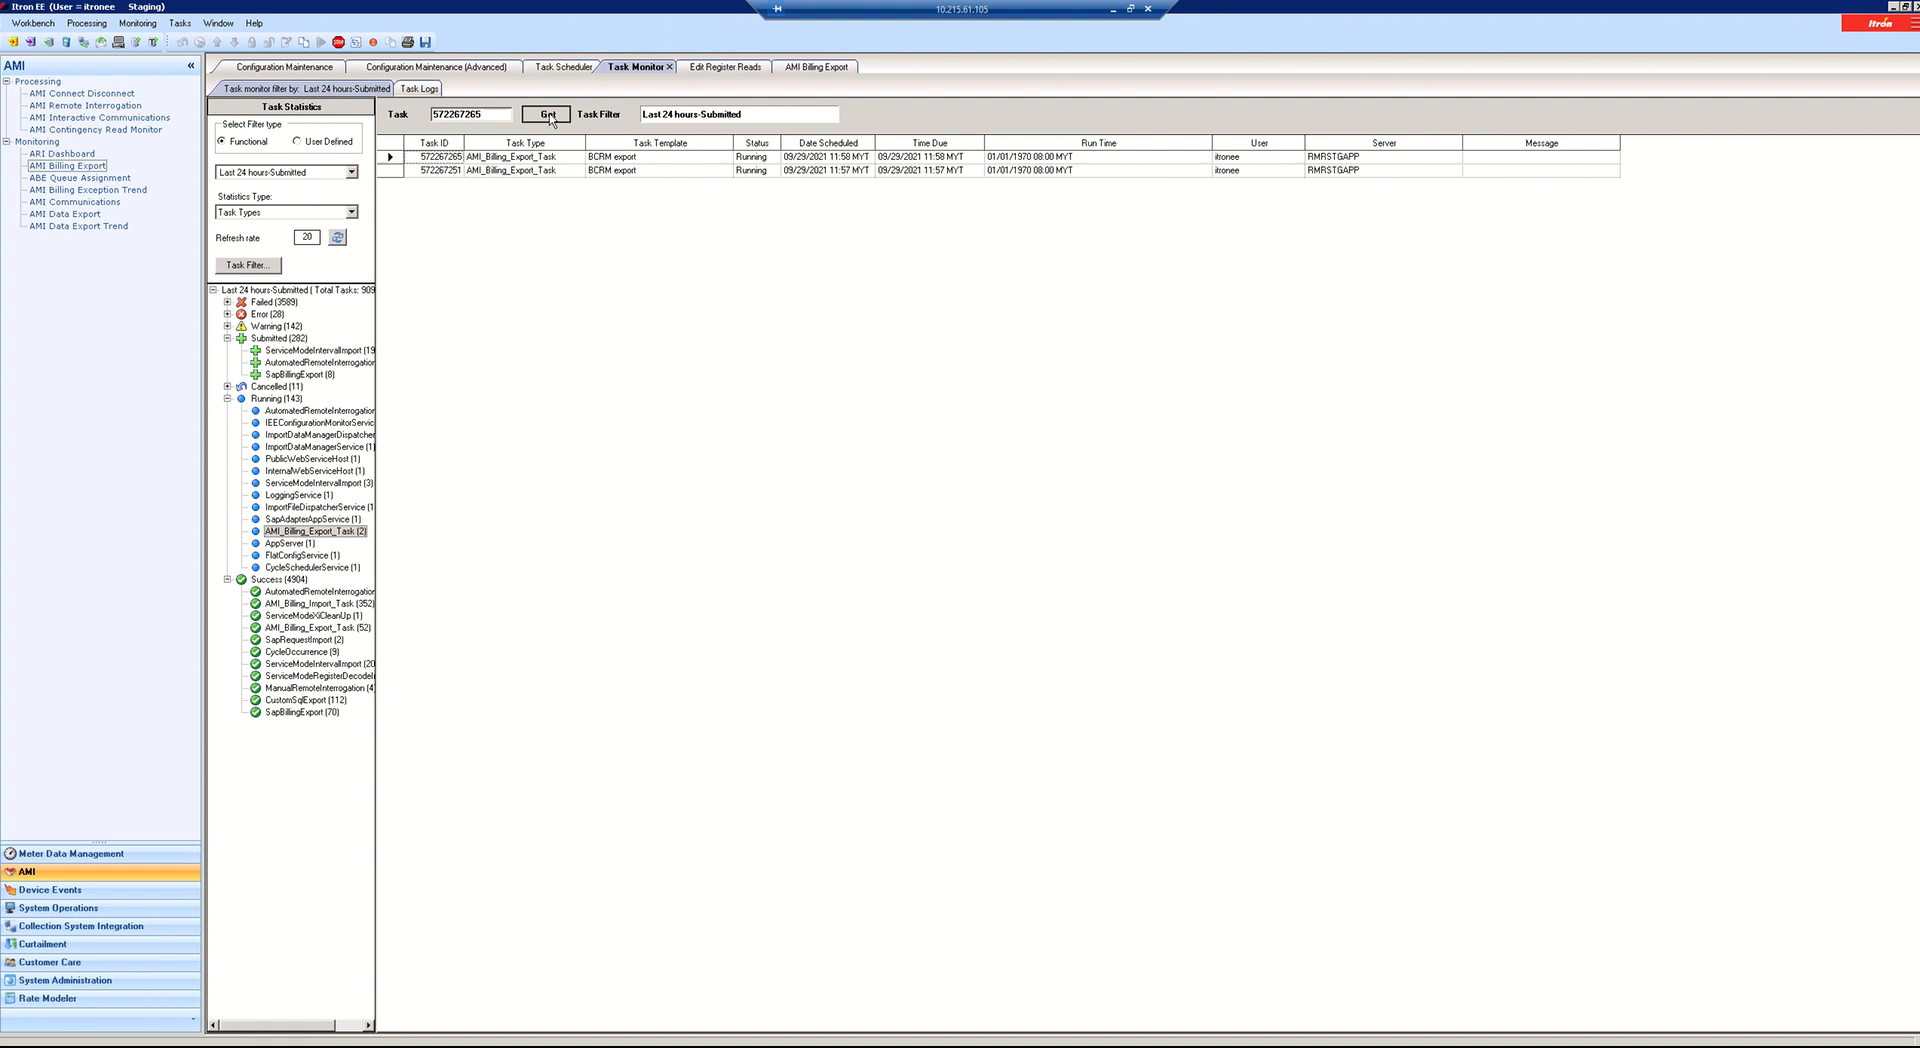 Itron EE (User = itronee Staging)
10.215.61.105
Workbench Processing Monitoring Tasks Window Help
Itron
AMI «
Processing
AMI Connect Disconnect
AMI Remote Interrogation
AMI Interactive Communications
AMI Contingency Read Monitor
Monitoring
ARI Dashboard
AMI Billing Export
ABE Queue Assignment
AMI Billing Exception Trend
AMI Communications
AMI Data Export
AMI Data Export Trend
Meter Data Management
AMI
Device Events
System Operations
Collection System Integration
Curtailment
Customer Care
System Administration
Rate Modeler
Configuration Maintenance Configuration Maintenance (Advanced) Task Scheduler Task Monitor Edit Register Reads AMI Billing Export
Task monitor filter by: Last 24 hours-Submitted Task Logs
Task Statistics
Select Filter type
Functional User Defined
Last 24 hours-Submitted
Statistics Type:
Task Types
Refresh rate 20
Task Filter...
Last 24 hours-Submitted ( Total Tasks: 909
Failed (3589)
Error (28)
Warning (142)
Submitted (282)
ServiceModeIntervalImport (19
AutomatedRemoteInterrogation
SapBillingExport (8)
Cancelled (11)
Running (143)
AutomatedRemoteInterrogation
IEEConfigurationMonitorServic
ImportDataManagerDispatcher
ImportDataManagerService (1)
PublicWebServiceHost (1)
InternalWebServiceHost (1)
ServiceModeIntervalImport (3)
LoggingService (1)
ImportFileDispatcherService (1
SapAdapterAppService (1)
AMI_Billing_Export_Task (2)
AppServer (1)
FlatConfigService (1)
CycleSchedulerService (1)
Success (4904)
AutomatedRemoteInterrogation
AMI_Billing_Import_Task (352)
ServiceModeXiCleanUp (1)
AMI_Billing_Export_Task (52)
SapRequestImport (2)
CycleOccurrence (9)
ServiceModeIntervalImport (20
ServiceModeRegisterDecodeI
ManualRemoteInterrogation (4)
CustomSqlExport (112)
SapBillingExport (70)
Task 572267265 Get Task Filter Last 24 hours-Submitted
Task ID Task Type Task Template Status Date Scheduled Time Due Run Time User Server Message
572267265 AMI_Billing_Export_Task BCRM export Running 09/29/2021 11:58 MYT 09/29/2021 11:58 MYT 01/01/1970 08:00 MYT itronee RMRSTGAPP
572267251 AMI_Billing_Export_Task BCRM export Running 09/29/2021 11:57 MYT 09/29/2021 11:57 MYT 01/01/1970 08:00 MYT itronee RMRSTGAPP